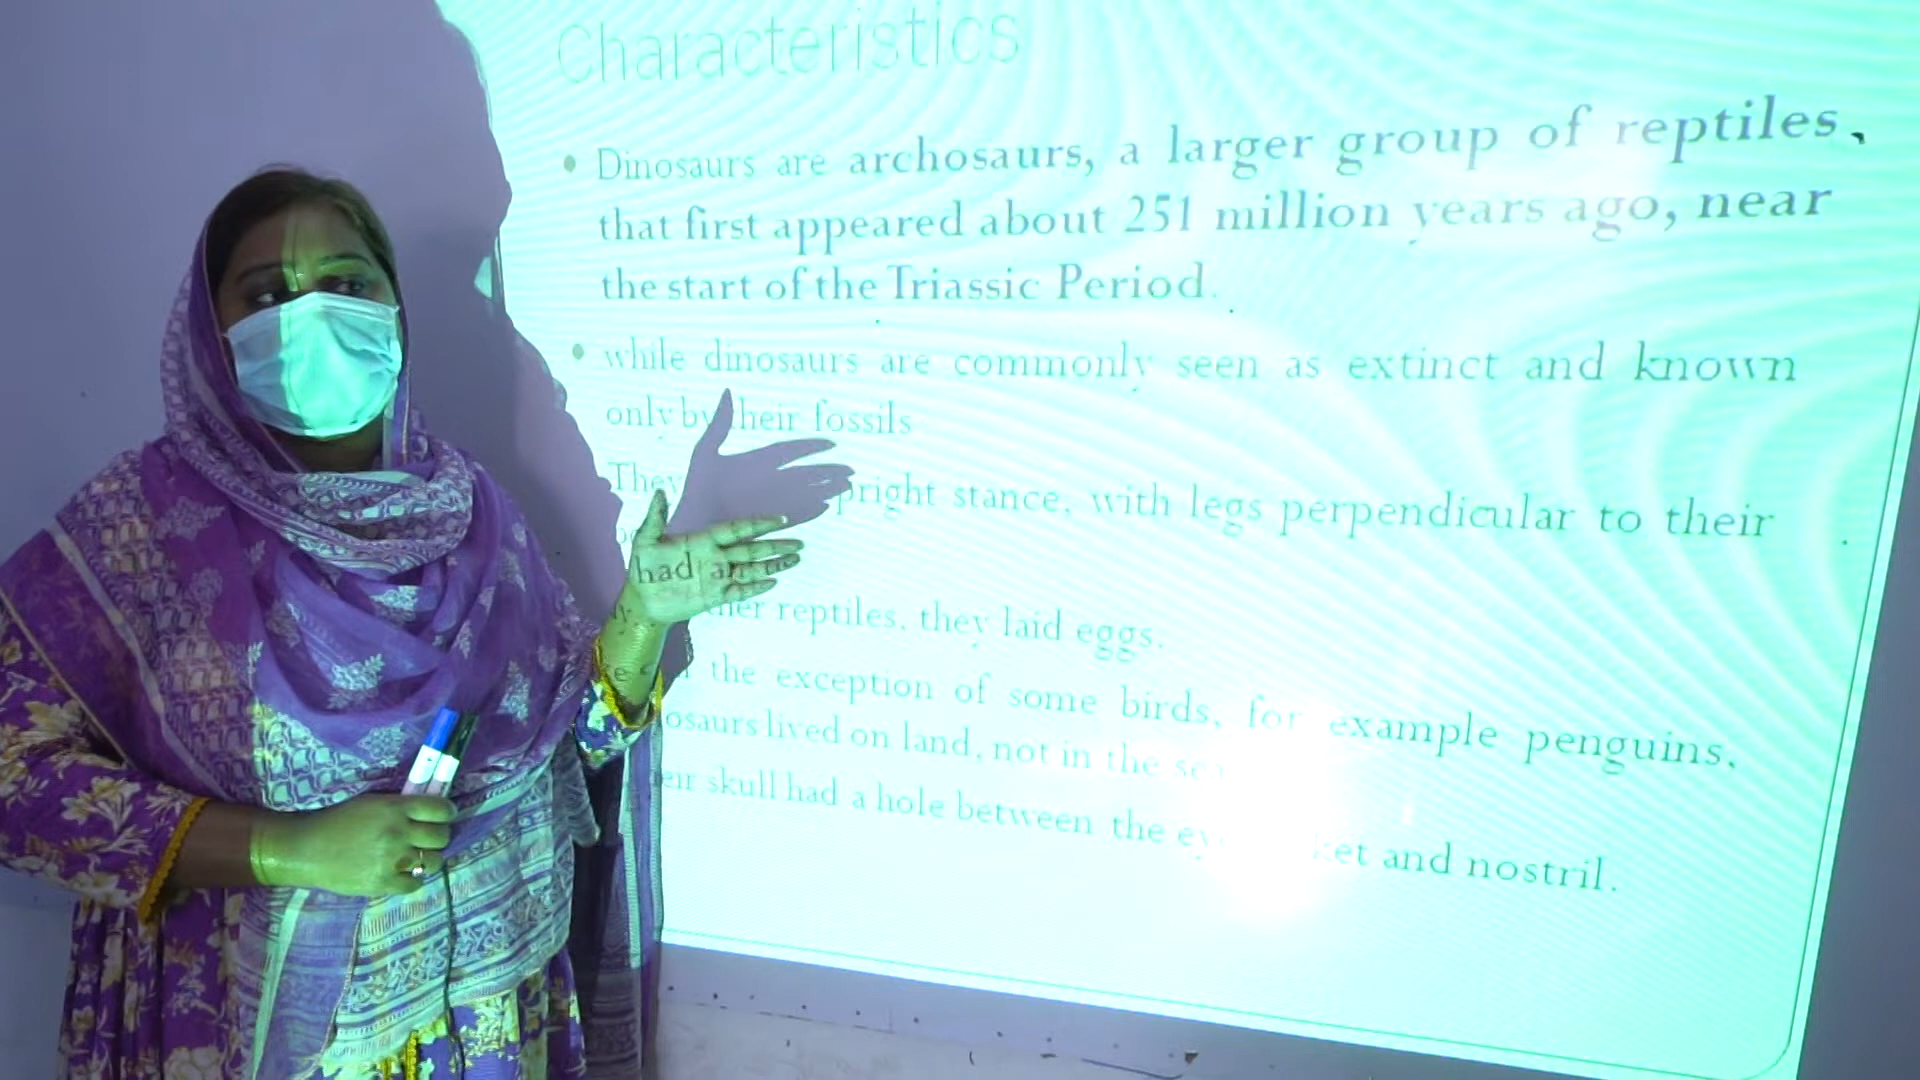 Characteristics
• Dinosaurs are archosaurs, a larger group of reptiles,
that first appeared about 251 million years ago, near
the start of the Triassic Period.
• while dinosaurs are commonly seen as extinct and known
only by their fossils
They stance, with legs perpendicular to their
had an
reptiles, they laid eggs.
the exception of some birds, for example penguins,
lived on land, not in the
skull had a hole between the and nostril.